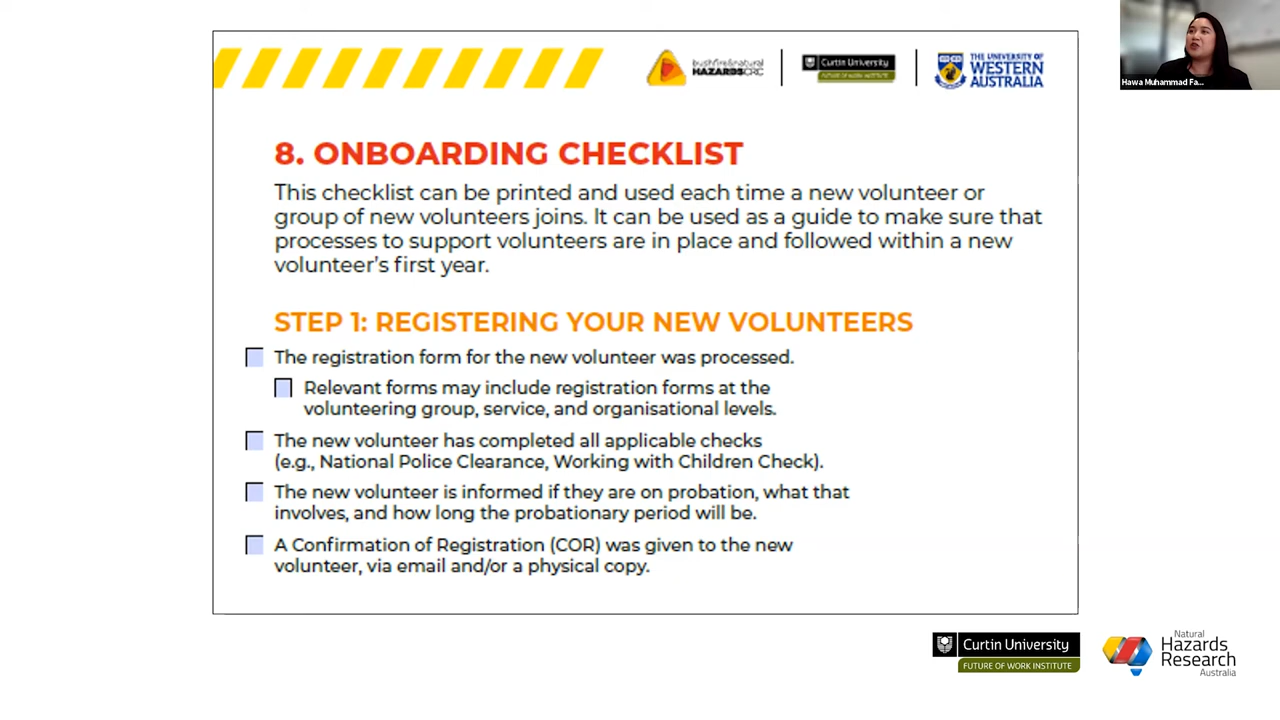 bushfire&natural
HAZARDSCRC
Curtin University
FUTURE OF WORK INSTITUTE
THE UNIVERSITY OF
WESTERN
AUSTRALIA
Hawa Muhammad Fa...
8. ONBOARDING CHECKLIST
This checklist can be printed and used each time a new volunteer or
group of new volunteers joins. It can be used as a guide to make sure that
processes to support volunteers are in place and followed within a new
volunteer's first year.
STEP 1: REGISTERING YOUR NEW VOLUNTEERS
The registration form for the new volunteer was processed.
Relevant forms may include registration forms at the
volunteering group, service, and organisational levels.
The new volunteer has completed all applicable checks
(e.g., National Police Clearance, Working with Children Check).
The new volunteer is informed if they are on probation, what that
involves, and how long the probationary period will be.
A Confirmation of Registration (COR) was given to the new
volunteer, via email and/or a physical copy.
Curtin University
FUTURE OF WORK INSTITUTE
Natural
Hazards
Research
Australia